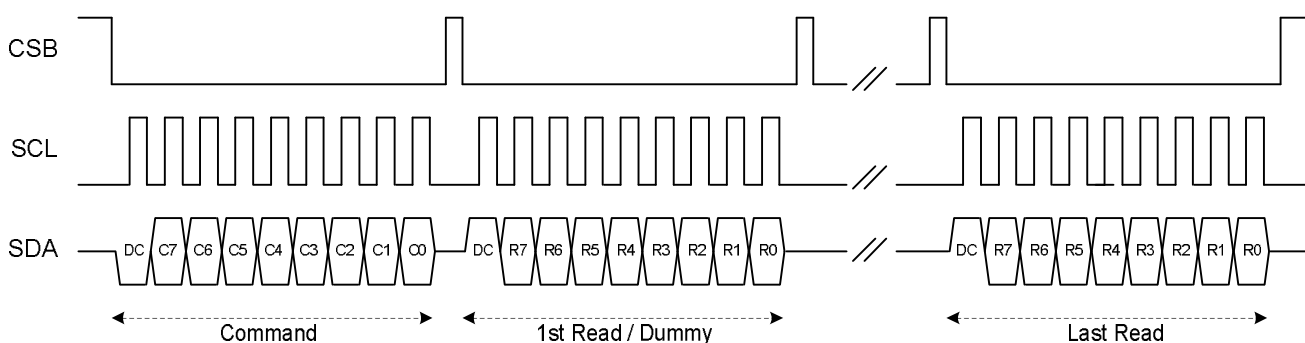 CSB
SCL
SDA DC C7 C6 C5 C4 C3 C2 C1 C0 DC R7 R6 R5 R4 R3 R2 R1 R0 // DC R7 R6 R5 R4 R3 R2 R1 R0
Command 1st Read / Dummy Last Read